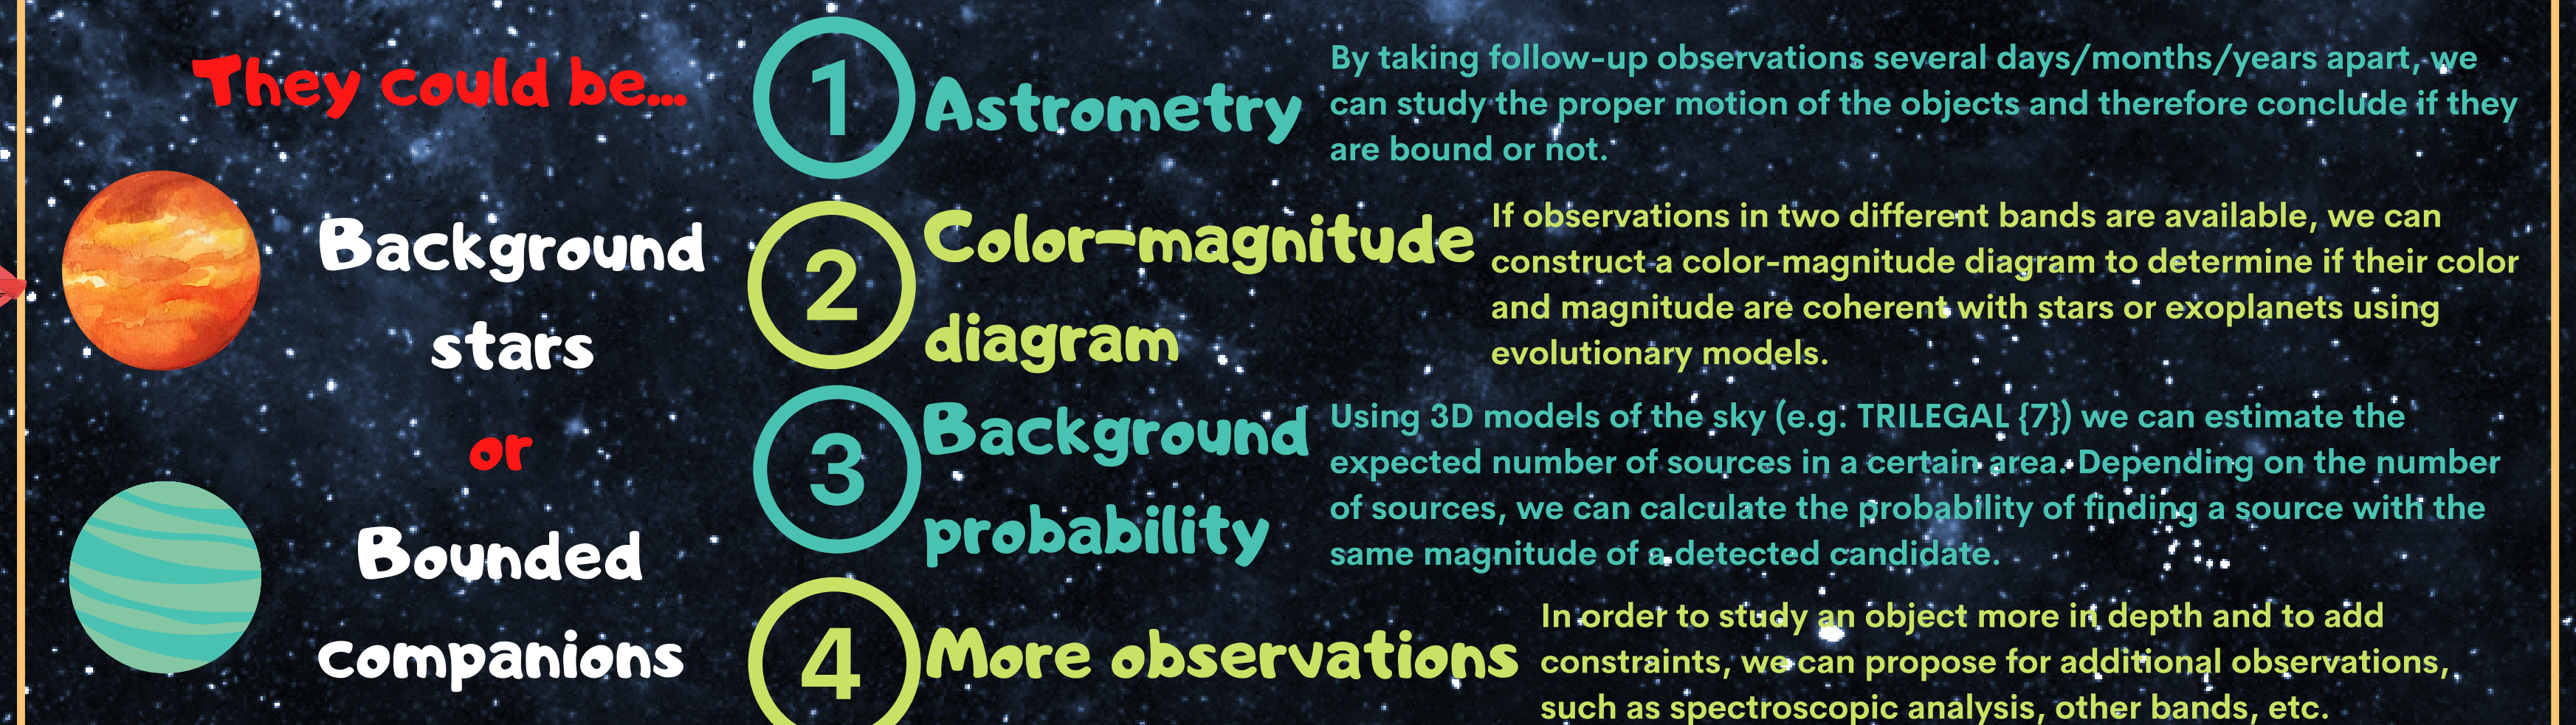 They could be...
Background
stars
or
Bounded
companions
1
Astrometry
By taking follow-up observations several days/months/years apart, we
can study the proper motion of the objects and therefore conclude if they
are bound or not.
2
Color-magnitude
diagram
If observations in two different bands are available, we can
construct a color-magnitude diagram to determine if their color
and magnitude are coherent with stars or exoplanets using
evolutionary models.
3
Background
probability
Using 3D models of the sky (e.g. TRILEGAL {7}) we can estimate the
expected number of sources in a certain area. Depending on the number
of sources, we can calculate the probability of finding a source with the
same magnitude of a detected candidate.
4
More observations
In order to study an object more in depth and to add
constraints, we can propose for additional observations,
such as spectroscopic analysis, other bands, etc.